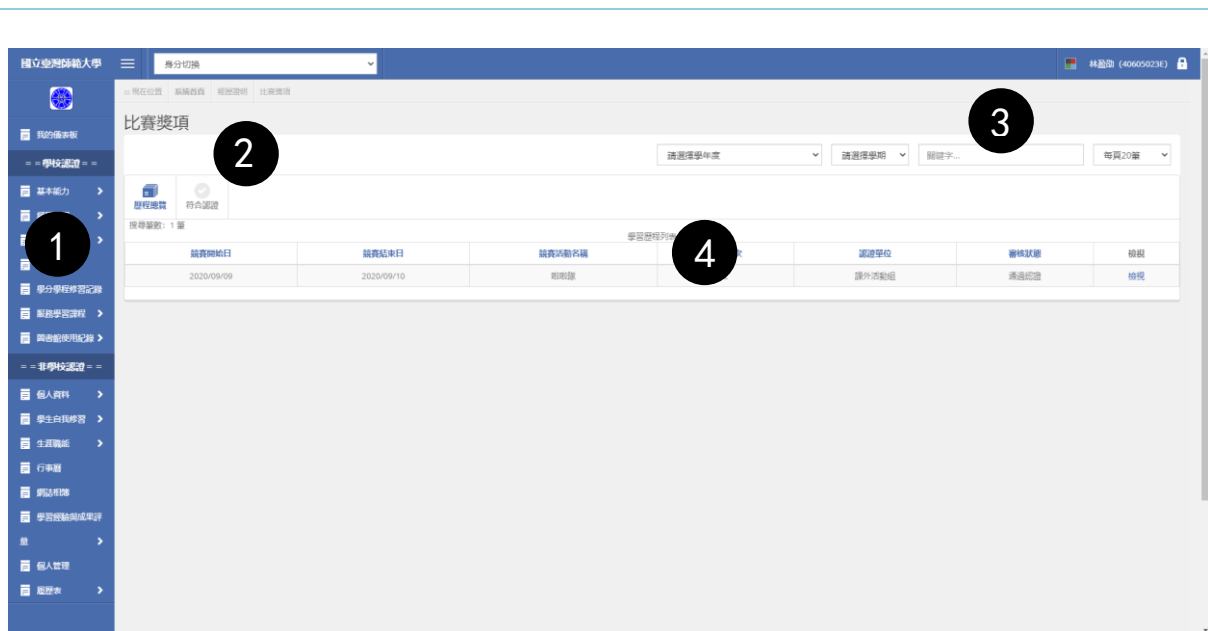 國立臺灣師範大學
身分切換
林盈劭 (40605023E)
現在位置 系統首頁 經歷證明 比賽獎項
比賽獎項
我的儀表板
= = 學校認證 = =
基本能力
1
學分學程修習記錄
服務學習課程
圖書館使用紀錄
= = 非學校認證 = =
個人資料
學生自我修習
生涯職能
行事曆
網誌相簿
學習經驗與成果評
量
個人管理
履歷表
2
3
請選擇學年度
請選擇學期
關鍵字...
每頁20筆
歷程總覽
符合認證
搜尋筆數: 1 筆
學習歷程列表
4
競賽開始日 競賽結束日 競賽活動名稱 次 認證單位 審核狀態 檢視
2020/09/09 2020/09/10 啦啦隊 課外活動組 通過認證 檢視